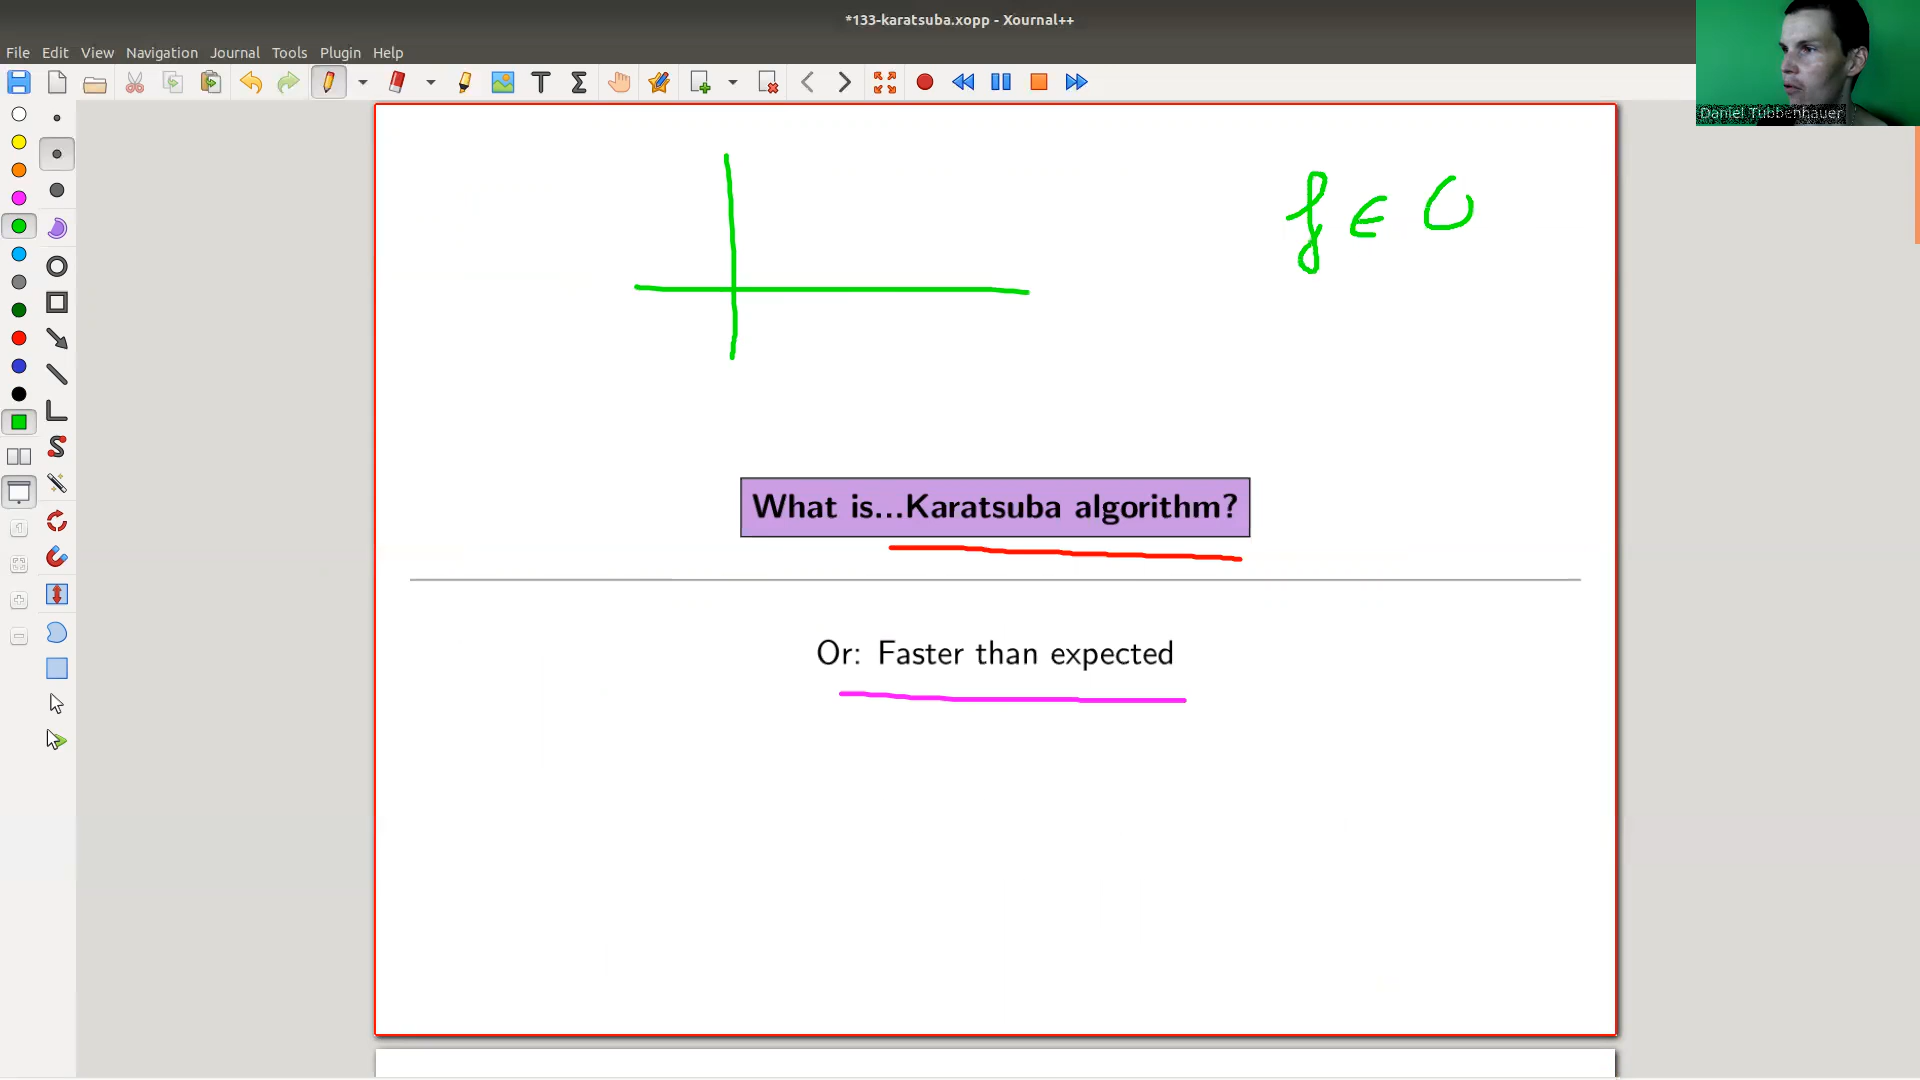 *133-karatsuba.xopp - Xournal++
File Edit View Navigation Journal Tools Plugin Help
Daniel Tubbenhauer
f ∈ O
What is...Karatsuba algorithm?
Or: Faster than expected